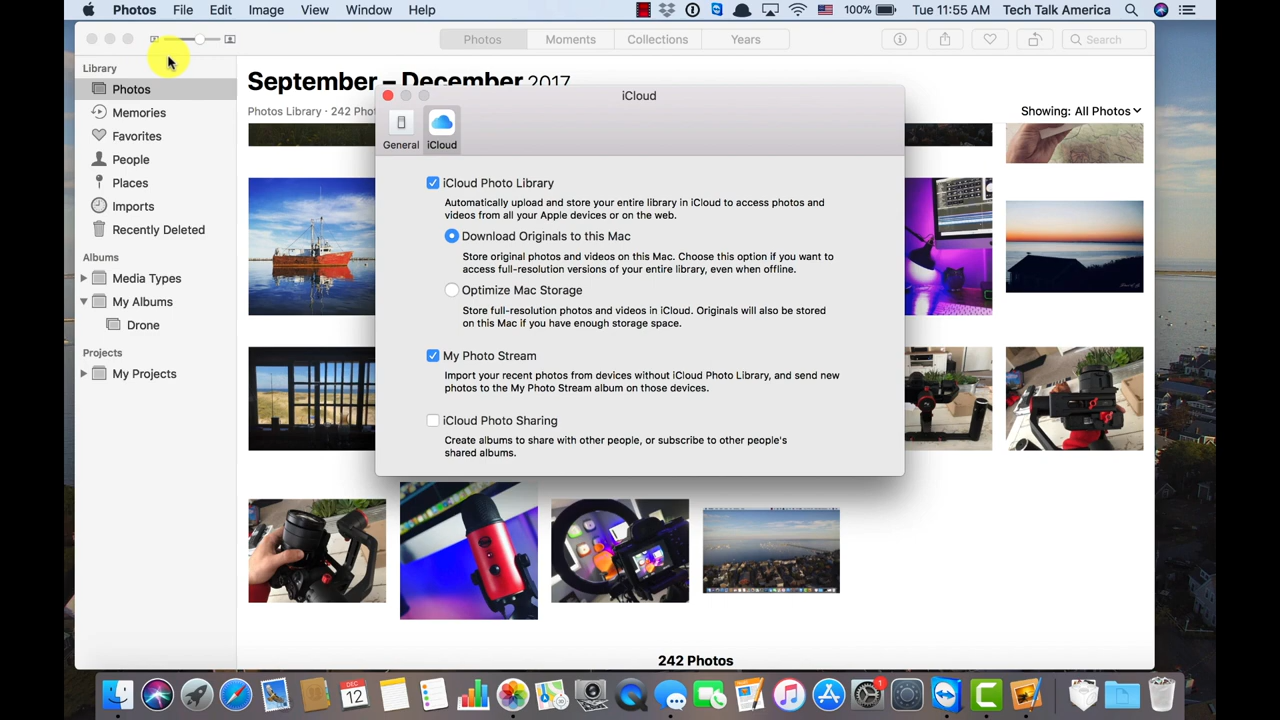 Photos File Edit Image View Window Help 100% Tue 11:55 AM Tech Talk America
Photos Moments Collections Years Search
Library
Photos
Memories
Favorites
People
Places
Imports
Recently Deleted
Albums
Media Types
My Albums
Drone
Projects
My Projects
September – December 2017
Photos Library · 242 Phot
Showing: All Photos
iCloud
General iCloud
iCloud Photo Library
Automatically upload and store your entire library in iCloud to access photos and
videos from all your Apple devices or on the web.
Download Originals to this Mac
Store original photos and videos on this Mac. Choose this option if you want to
access full-resolution versions of your entire library, even when offline.
Optimize Mac Storage
Store full-resolution photos and videos in iCloud. Originals will also be stored
on this Mac if you have enough storage space.
My Photo Stream
Import your recent photos from devices without iCloud Photo Library, and send new
photos to the My Photo Stream album on those devices.
iCloud Photo Sharing
Create albums to share with other people, or subscribe to other people's
shared albums.
242 Photos
DEC
12
1